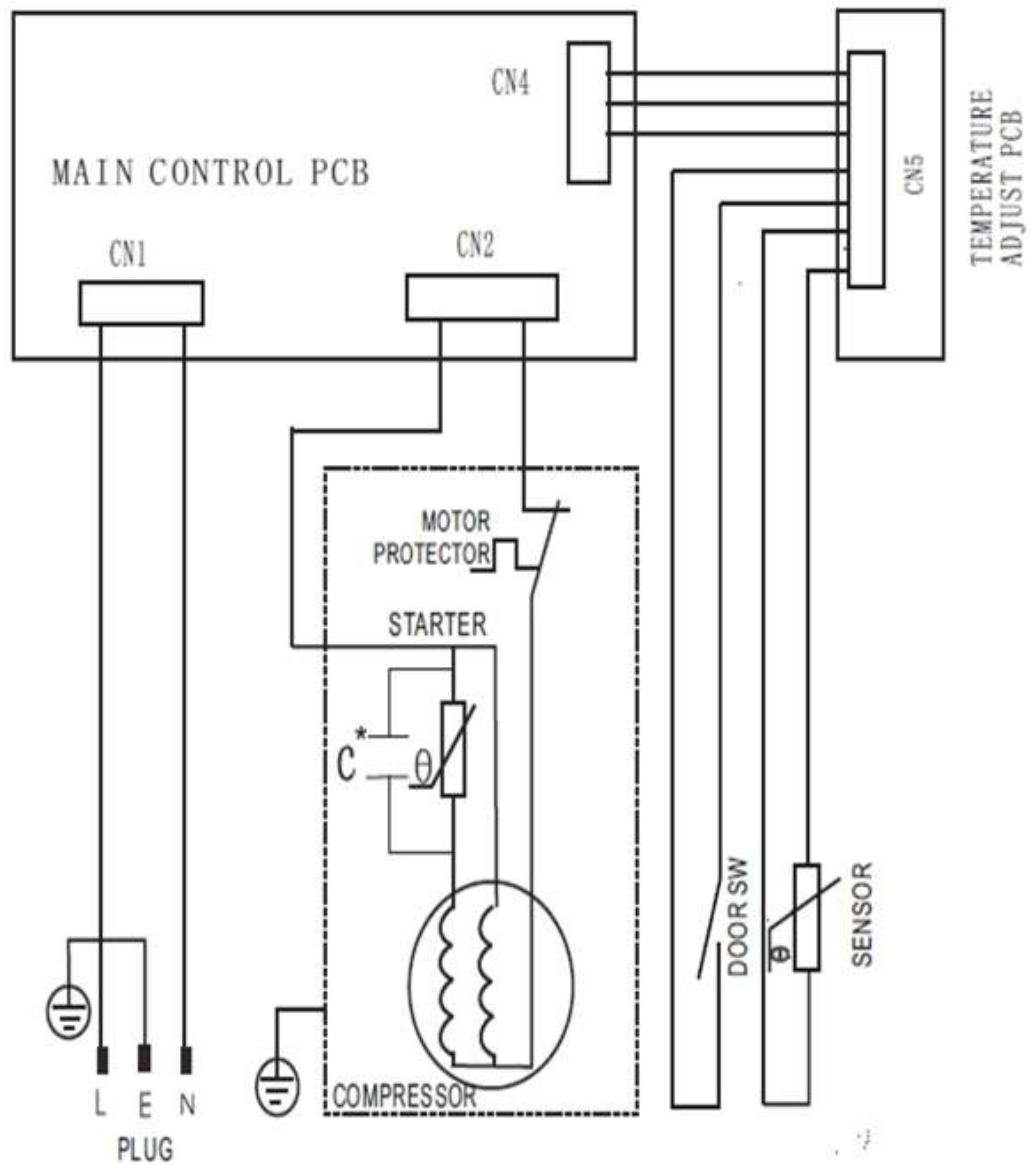 CN4
MAIN CONTROL PCB
CN5
TEMPERATURE
ADJUST PCB
CN1
CN2
MOTOR
PROTECTOR
STARTER
C*
θ
DOOR SW
θ
SENSOR
COMPRESSOR
L E N
PLUG